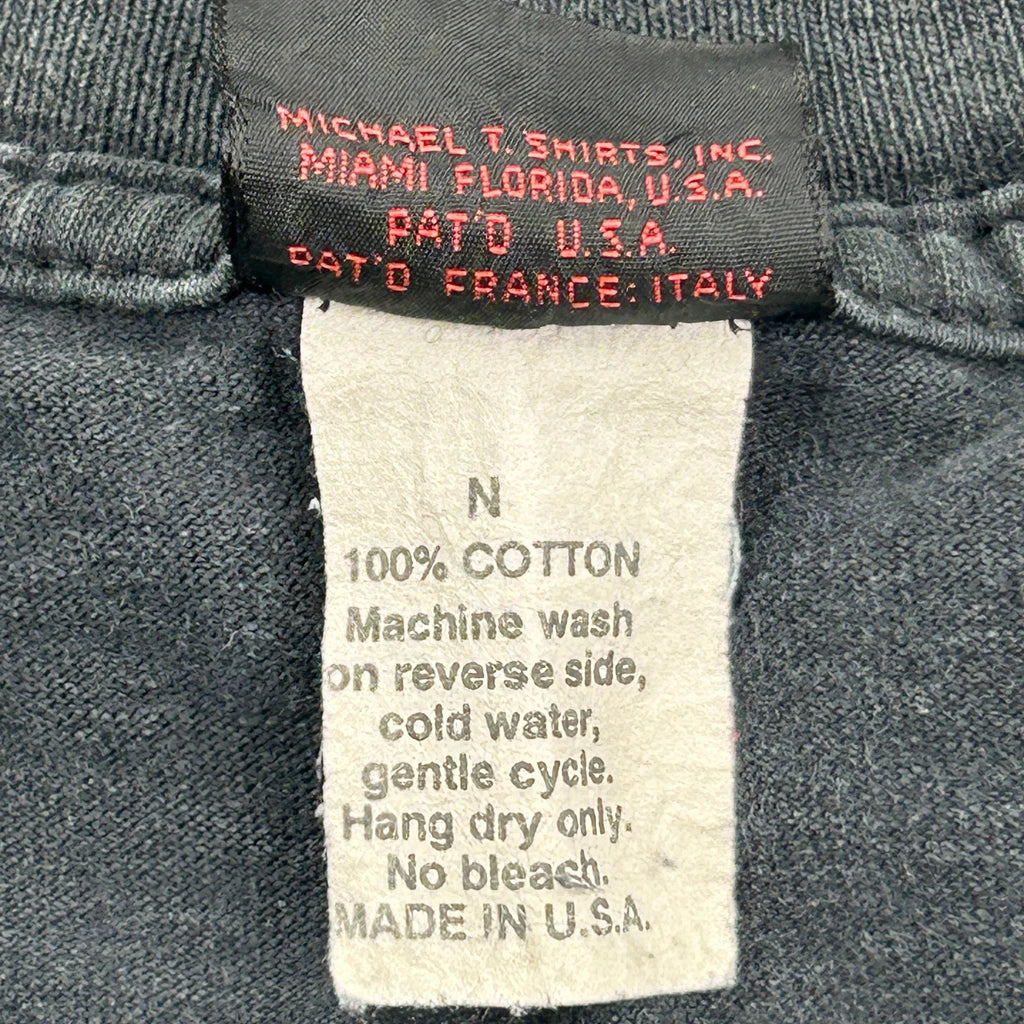 MICHAEL T. SHIRTS, INC.
MIAMI FLORIDA, U.S.A.
PAT'D U.S.A.
PAT'D FRANCE: ITALY
N
100% COTTON
Machine wash
on reverse side,
cold water,
gentle cycle.
Hang dry only.
No bleach.
MADE IN U.S.A.